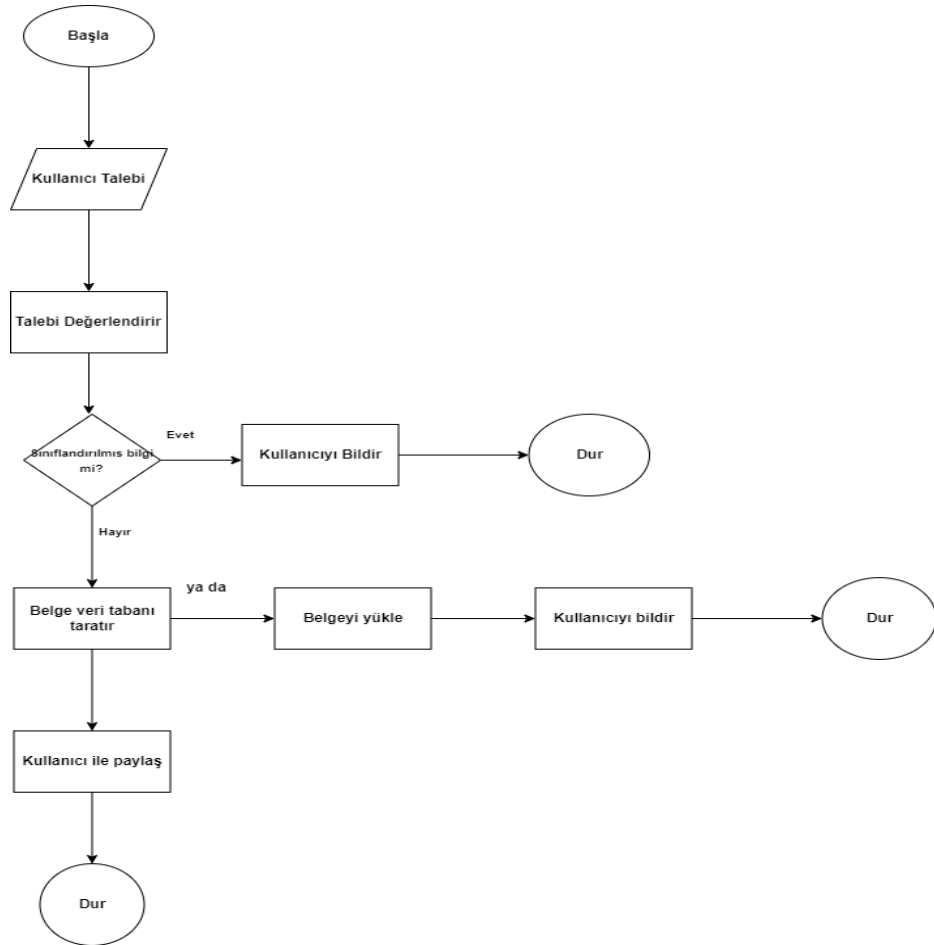 Başla
Kullanıcı Talebi
Talebi Değerlendirir
Sınıflandırılmıs bilgi
mi?
Evet
Kullanıcıyı Bildir
Dur
Hayır
Belge veri tabanı
taratır
ya da
Belgeyi yükle
Kullanıcıyı bildir
Dur
Kullanıcı ile paylaş
Dur